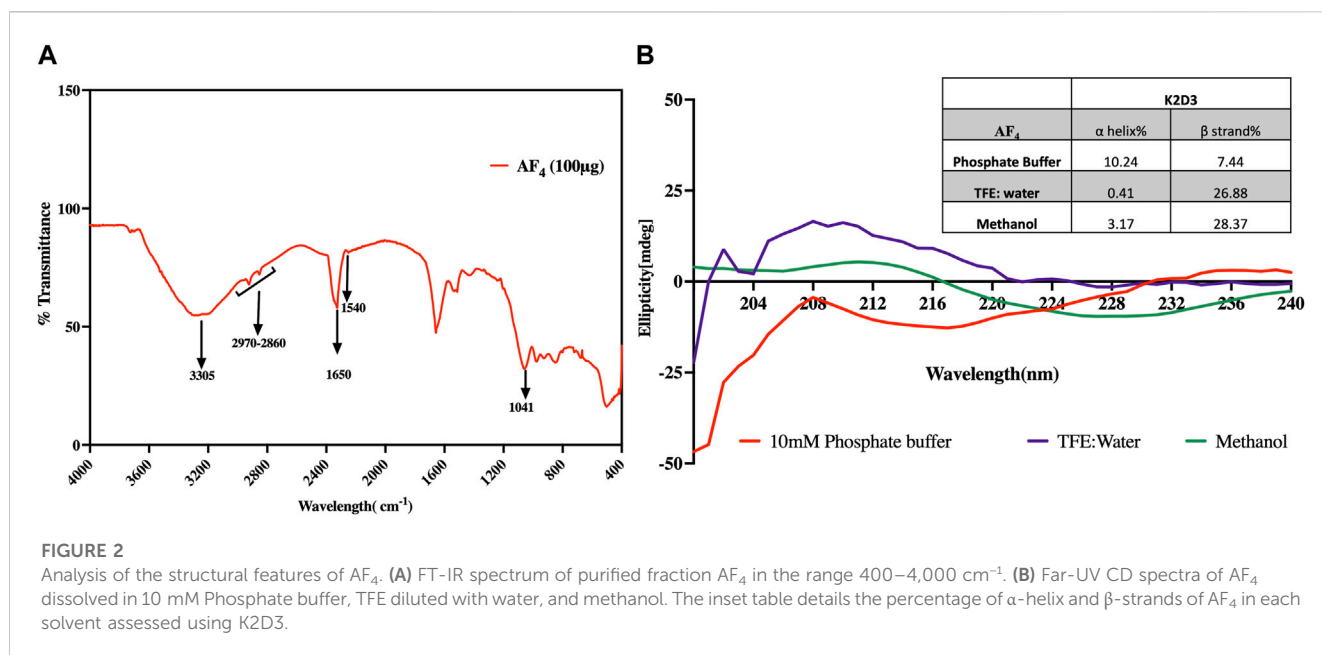 A
150
100
50
0
% Transmittance
AF4 (100µg)
3305
2970-2860
1650
1540
1041
4000
3600
3200
2800
2400
2000
1600
1200
800
400
Wavelength( cm-1)
B
50
25
0
-25
-50
Ellipticity[mdeg]
K2D3
AF4 α helix% β strand%
Phosphate Buffer 10.24 7.44
TFE: water 0.41 26.88
Methanol 3.17 28.37
204 208 212 216 220 224 228 232 236 240
Wavelength(nm)
10mM Phosphate buffer TFE:Water Methanol
FIGURE 2
Analysis of the structural features of AF4. (A) FT-IR spectrum of purified fraction AF4 in the range 400–4,000 cm−1. (B) Far-UV CD spectra of AF4
dissolved in 10 mM Phosphate buffer, TFE diluted with water, and methanol. The inset table details the percentage of α-helix and β-strands of AF4 in each
solvent assessed using K2D3.